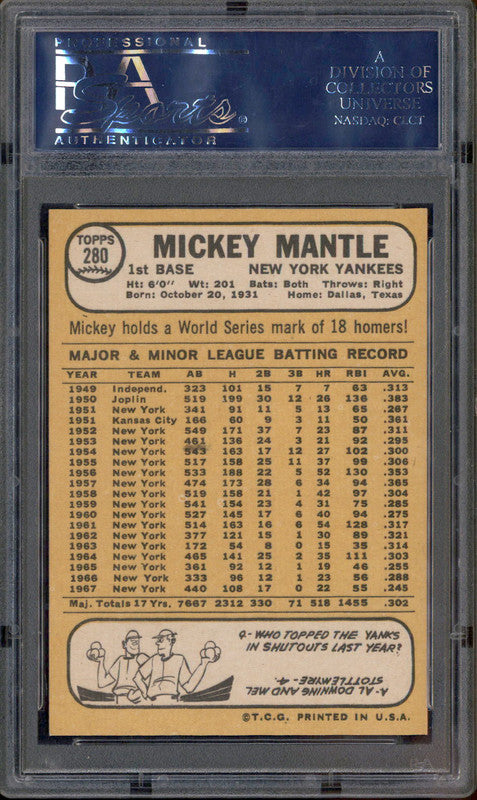 PROFESSIONAL
PSA
Sports
®
AUTHENTICATOR
A
DIVISION OF
COLLECTORS
UNIVERSE
NASDAQ: CLCT
TOPPS
280
MICKEY MANTLE
1st BASE NEW YORK YANKEES
Ht: 6'0" Wt: 201 Bats: Both Throws: Right
Born: October 20, 1931 Home: Dallas, Texas
Mickey holds a World Series mark of 18 homers!
MAJOR & MINOR LEAGUE BATTING RECORD
YEAR TEAM AB H 2B 3B HR RBI AVG.
1949 Independ. 323 101 15 7 7 63 .313
1950 Joplin 519 199 30 12 26 136 .383
1951 New York 341 91 11 5 13 65 .267
1951 Kansas City 166 60 9 3 11 50 .361
1952 New York 549 171 37 7 23 87 .311
1953 New York 461 136 24 3 21 92 .295
1954 New York 543 163 17 12 27 102 .300
1955 New York 517 158 25 11 37 99 .306
1956 New York 533 188 22 5 52 130 .353
1957 New York 474 173 28 6 34 94 .365
1958 New York 519 158 21 1 42 97 .304
1959 New York 541 154 23 4 31 75 .285
1960 New York 527 145 17 6 40 94 .275
1961 New York 514 163 16 6 54 128 .317
1962 New York 377 121 15 1 30 89 .321
1963 New York 172 54 8 0 15 35 .314
1964 New York 465 141 25 2 35 111 .303
1965 New York 361 92 12 1 19 46 .255
1966 New York 333 96 12 1 23 56 .288
1967 New York 440 108 17 0 22 55 .245
Maj. Totals 17 Yrs. 7667 2312 330 71 518 1455 .302
Q- WHO TOPPED THE YANKS
IN SHUTOUTS LAST YEAR?
A- AL DOWNING AND MEL
STOTTLEMYRE - 4.
©T.C.G. PRINTED IN U.S.A.